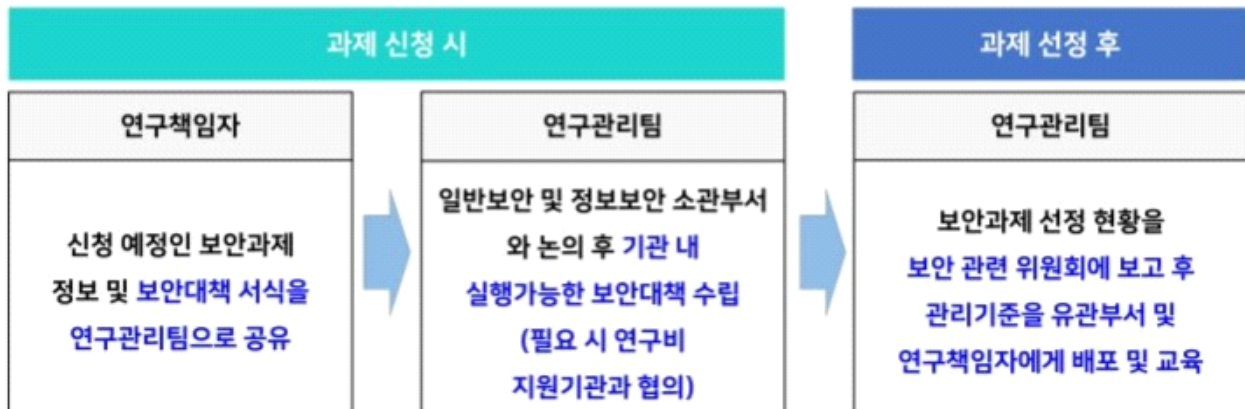 과제 신청 시
과제 선정 후
연구책임자
신청 예정인 보안과제
정보 및 보안대책 서식을
연구관리팀으로 공유
연구관리팀
일반보안 및 정보보안 소관부서
와 논의 후 기관 내
실행가능한 보안대책 수립
(필요 시 연구비
지원기관과 협의)
연구관리팀
보안과제 선정 현황을
보안 관련 위원회에 보고 후
관리기준을 유관부서 및
연구책임자에게 배포 및 교육